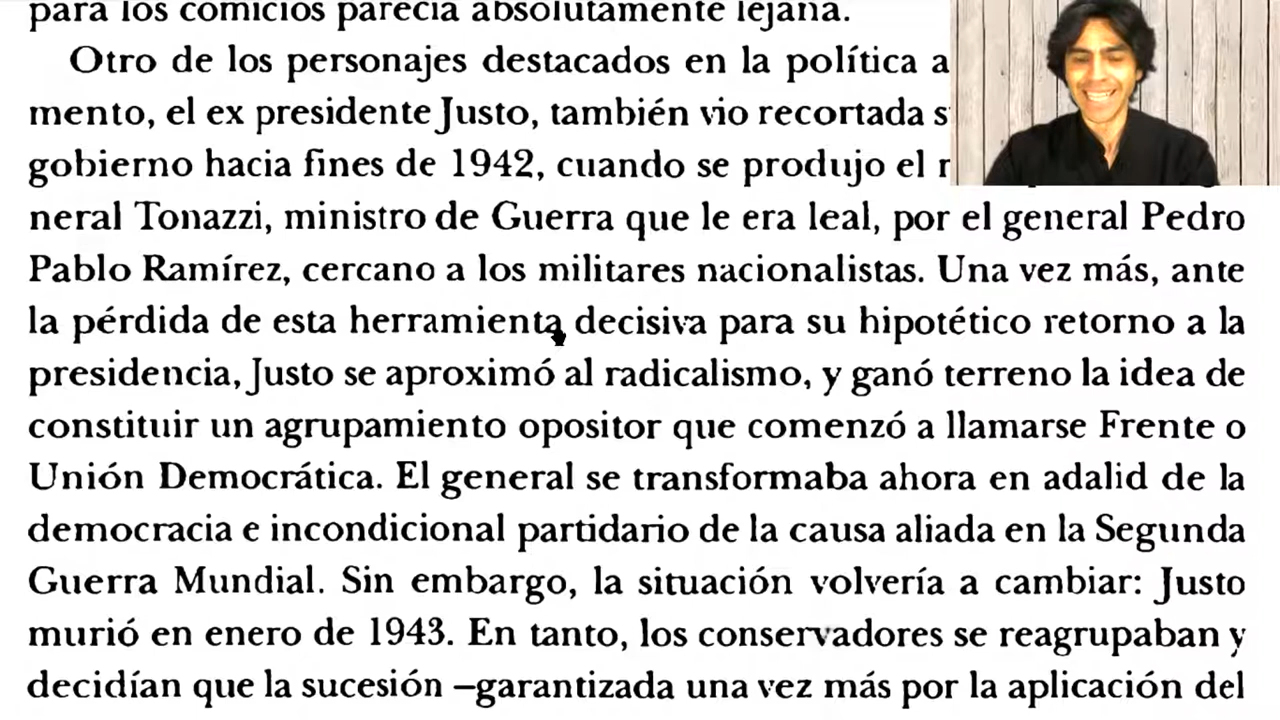 para los comicios parecía absolutamente lejana.
Otro de los personajes destacados en la política a
mento, el ex presidente Justo, también vio recortada s
gobierno hacia fines de 1942, cuando se produjo el
neral Tonazzi, ministro de Guerra que le era leal, por el general Pedro
Pablo Ramírez, cercano a los militares nacionalistas. Una vez más, ante
la pérdida de esta herramienta decisiva para su hipotético retorno a la
presidencia, Justo se aproximó al radicalismo, y ganó terreno la idea de
constituir un agrupamiento opositor que comenzó a llamarse Frente o
Unión Democrática. El general se transformaba ahora en adalid de la
democracia e incondicional partidario de la causa aliada en la Segunda
Guerra Mundial. Sin embargo, la situación volvería a cambiar: Justo
murió en enero de 1943. En tanto, los conservadores se reagrupaban y
decidían que la sucesión –garantizada una vez más por la aplicación del